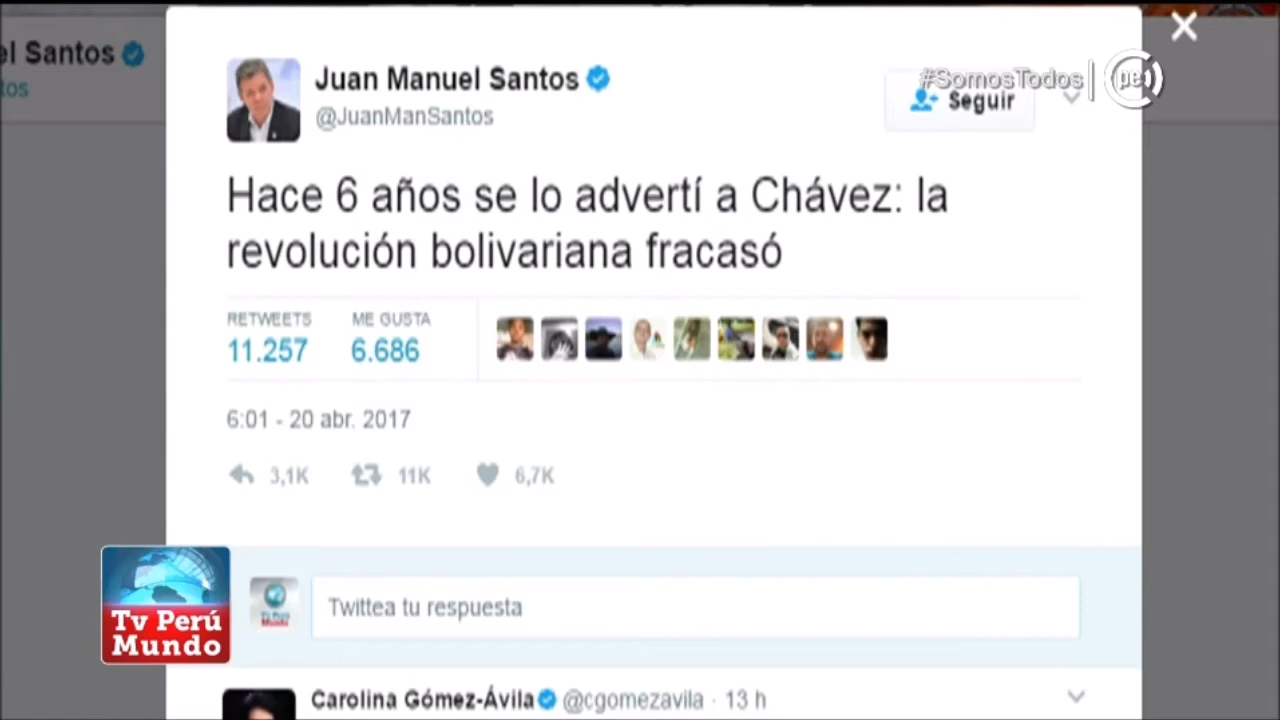 el Santos
tos
#SomosTodos
Juan Manuel Santos
@JuanManSantos
Seguir
Hace 6 años se lo advertí a Chávez: la
revolución bolivariana fracasó
RETWEETS
ME GUSTA
11.257
6.686
6:01 - 20 abr. 2017
3,1K
11K
6,7K
Tv Perú
Mundo
Twittea tu respuesta
Carolina Gómez-Ávila @cgomezavila · 13 h